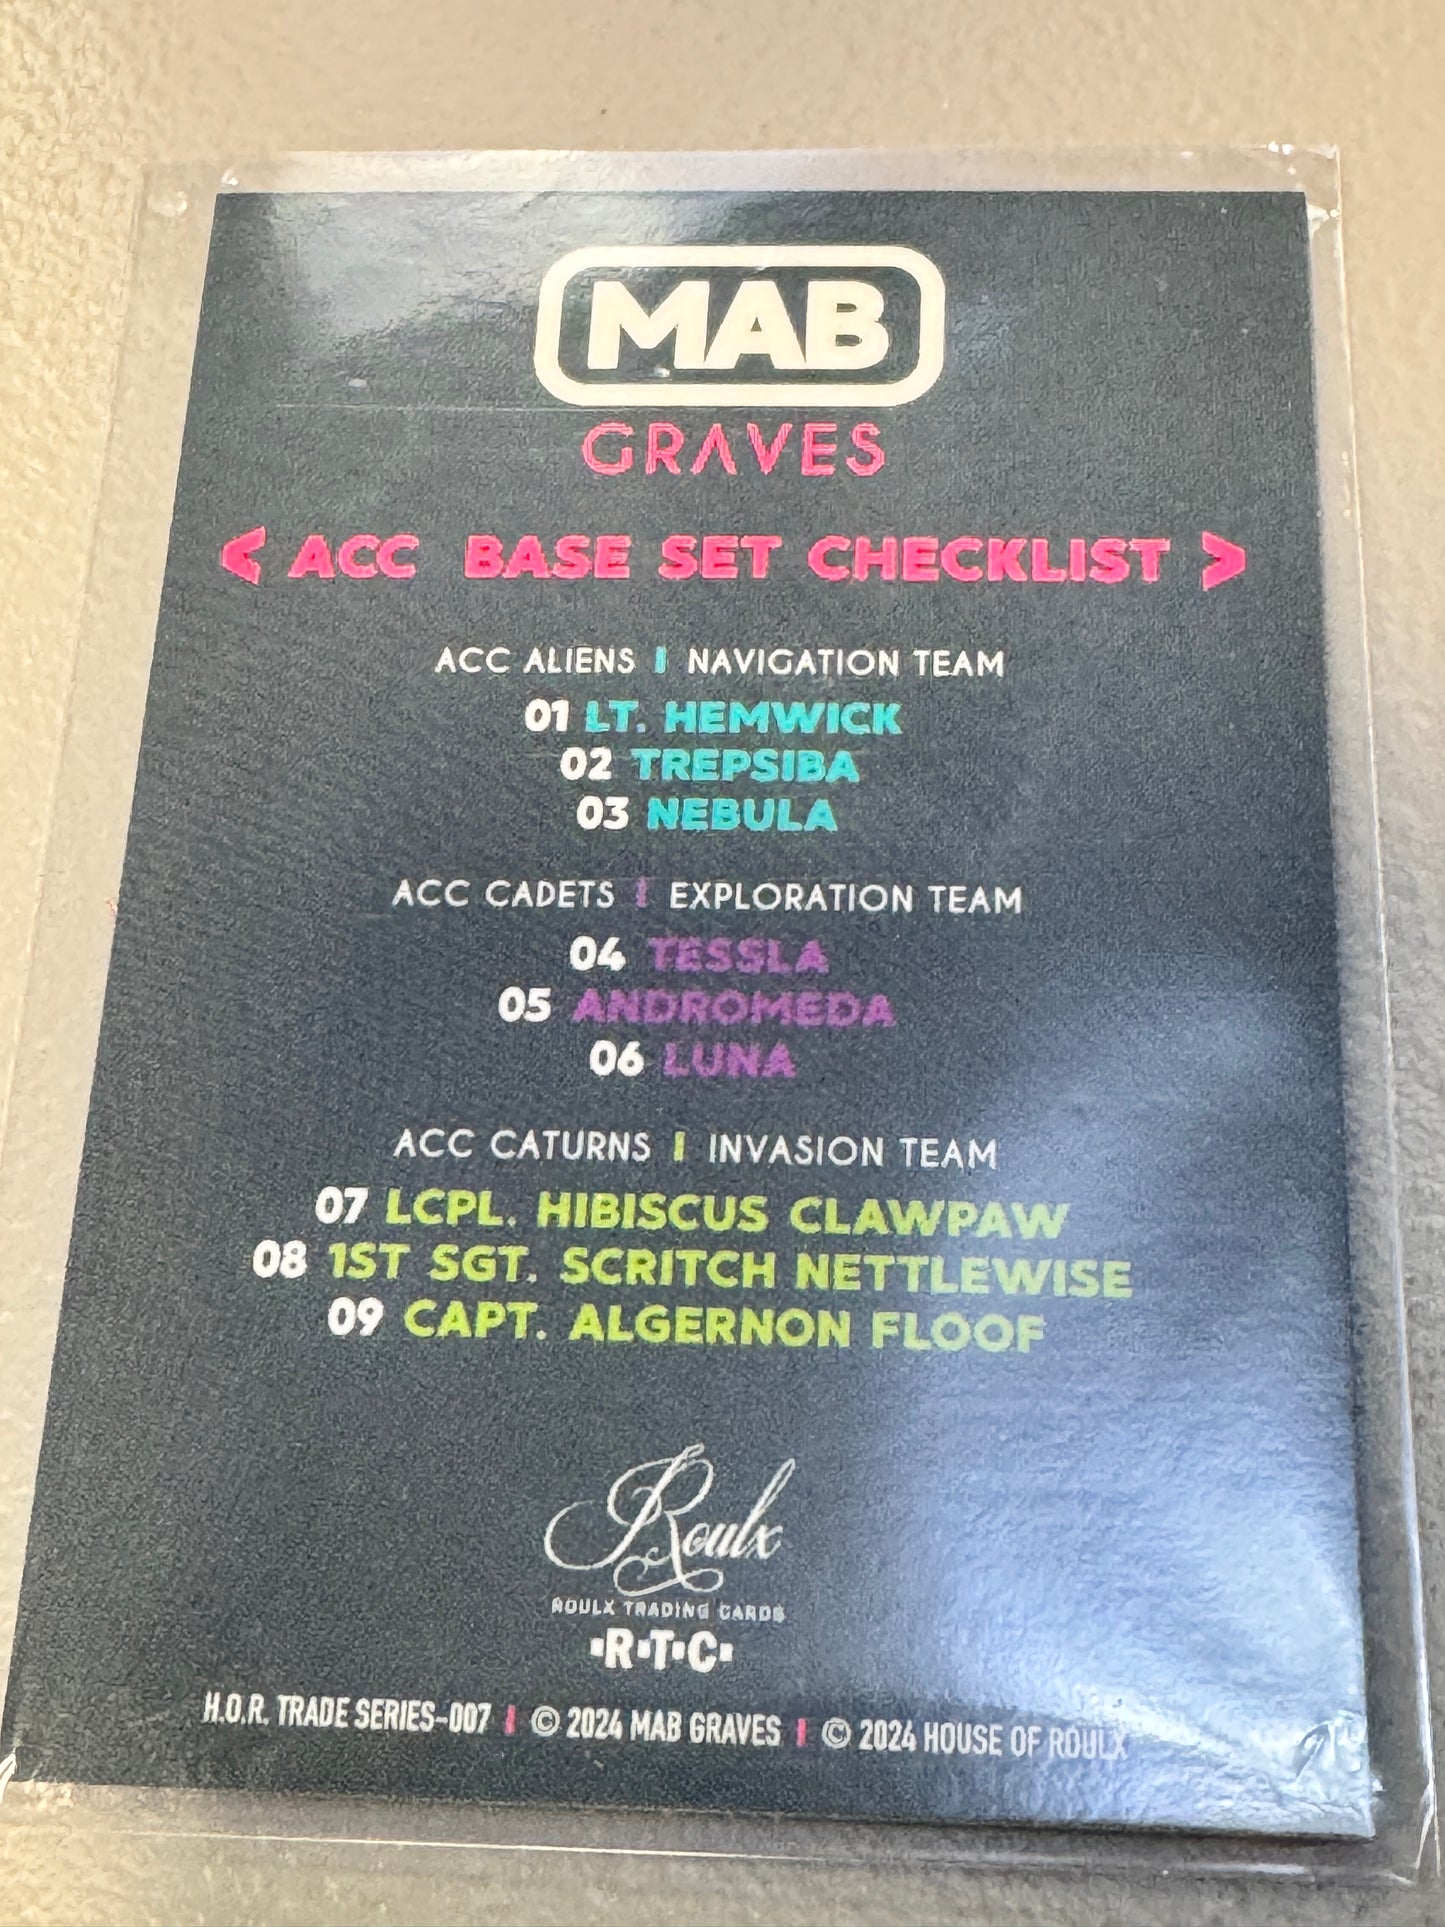 MAB
GRAVES
< ACC BASE SET CHECKLIST >
ACC ALIENS | NAVIGATION TEAM
01 LT. HEMWICK
02 TREPSIBA
03 NEBULA
ACC CADETS | EXPLORATION TEAM
04 TESSLA
05 ANDROMEDA
06 LUNA
ACC CATURNS | INVASION TEAM
07 LCPL. HIBISCUS CLAWPAW
08 1ST SGT. SCRITCH NETTLEWISE
09 CAPT. ALGERNON FLOOF
Roulx
ROULX TRADING CARDS
·R·T·C·
H.O.R. TRADE SERIES-007 | © 2024 MAB GRAVES | © 2024 HOUSE OF ROULX